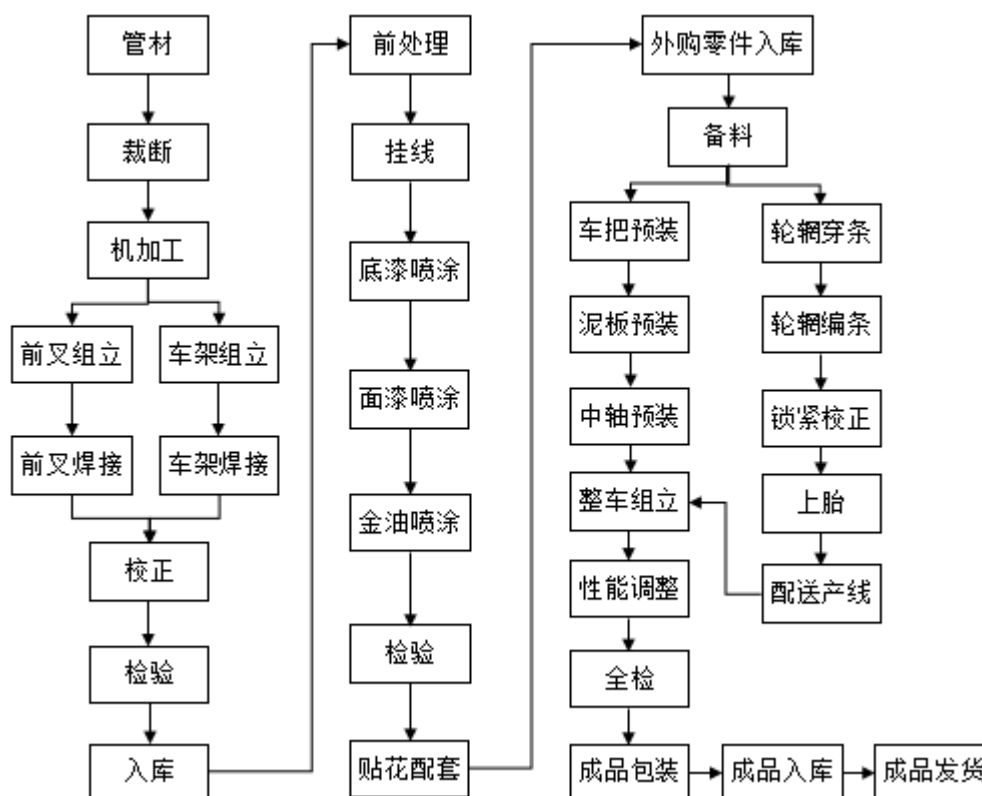 管材
裁断
机加工
前叉组立
车架组立
前叉焊接
车架焊接
校正
检验
入库
前处理
挂线
底漆喷涂
面漆喷涂
金油喷涂
检验
贴花配套
外购零件入库
备料
车把预装
轮辋穿条
泥板预装
轮辋编条
中轴预装
锁紧校正
整车组立
上胎
性能调整
配送产线
全检
成品包装
成品入库
成品发货